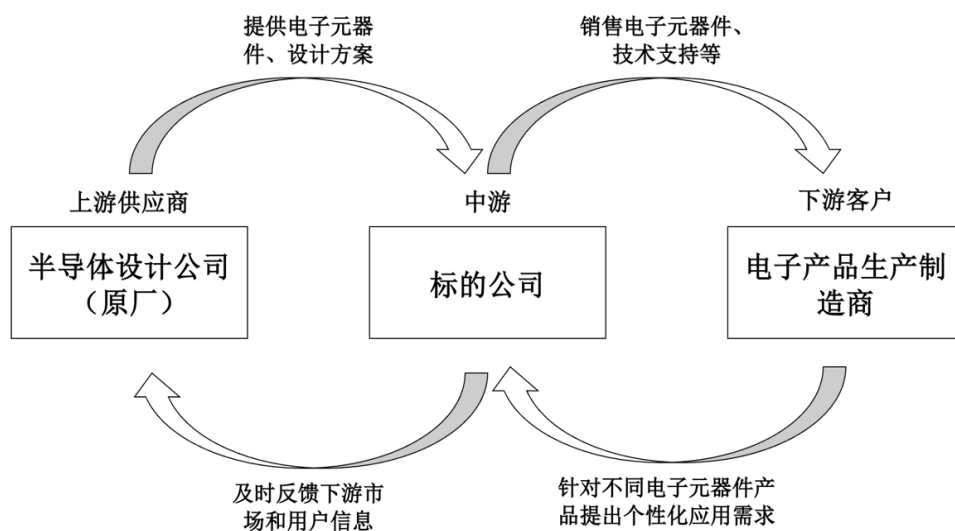 提供电子元器
件、设计方案
销售电子元器件、
技术支持等
上游供应商
中游
下游客户
半导体设计公司
（原厂）
标的公司
电子产品生产制
造商
及时反馈下游市
场和用户信息
针对不同电子元器件产
品提出个性化应用需求